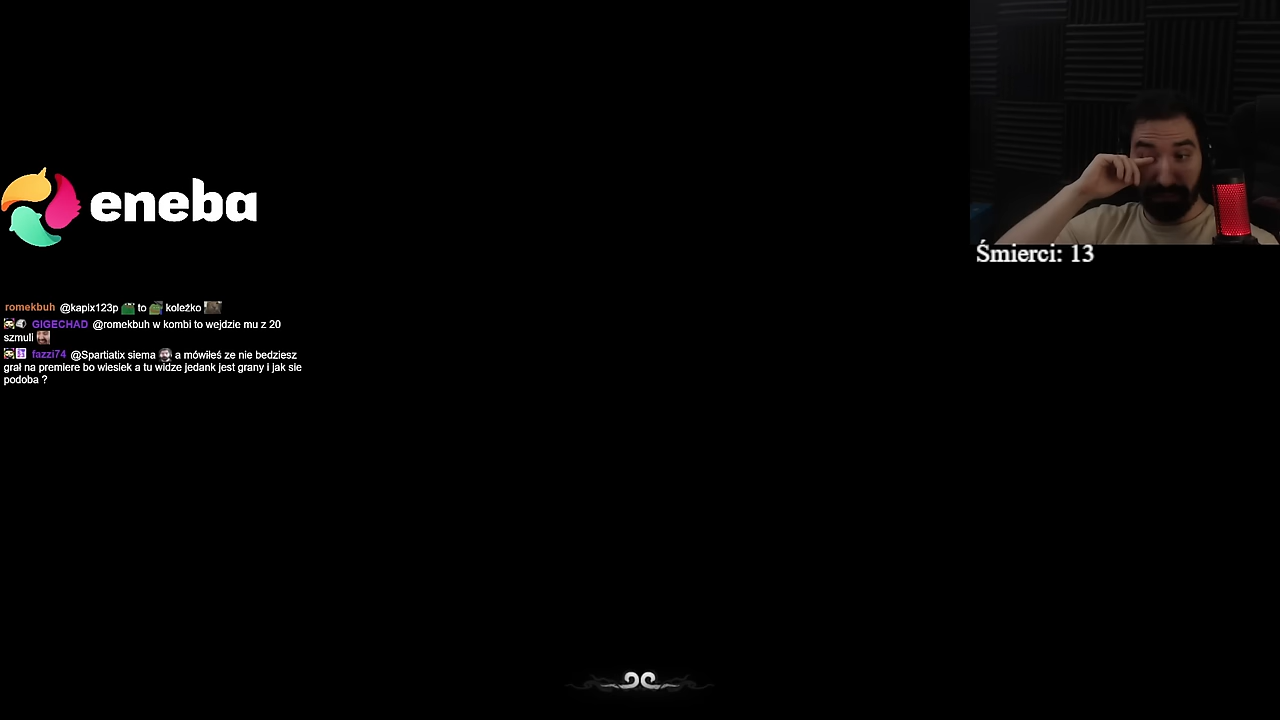 eneba
Śmierci: 13
romekbuh @kapix123p to koleżko
GIGECHAD @romekbuh w kombi to wejdzie mu z 20
szmuli
fazzi74 @Spartiatix siema a mówiłeś ze nie bedziesz
grał na premiere bo wiesiek a tu widze jedank jest grany i jak sie
podoba ?